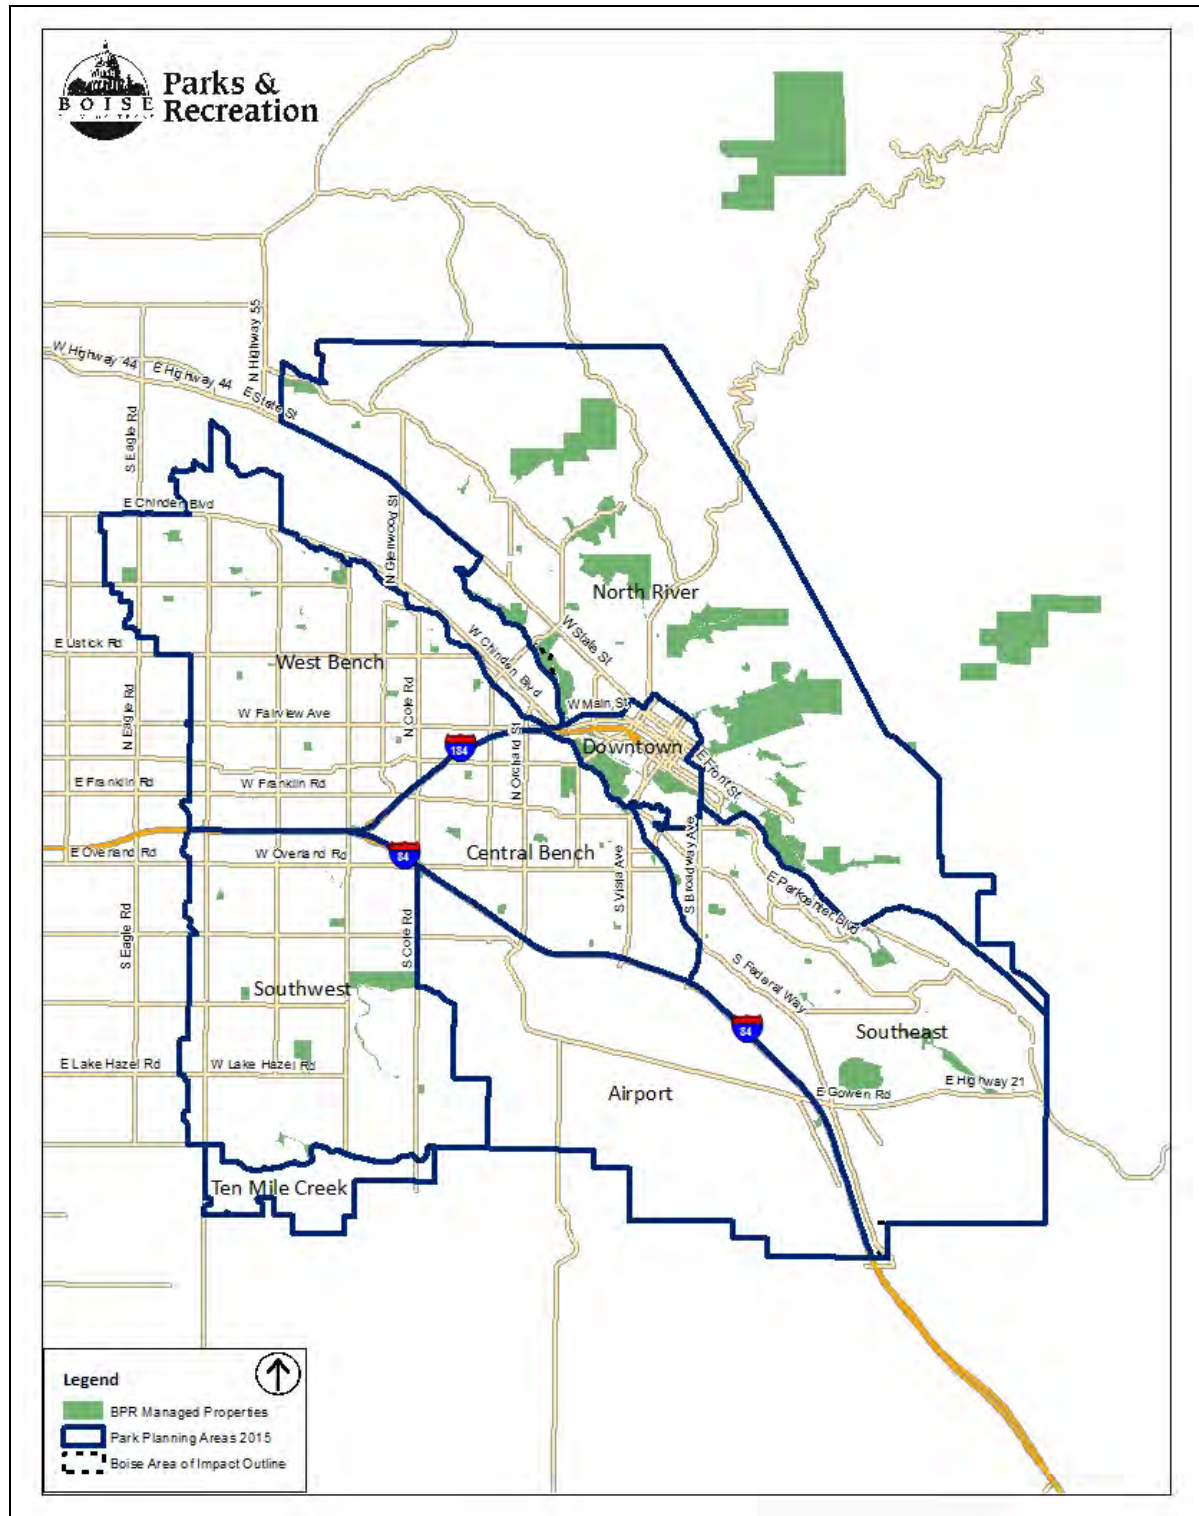 Parks &
BOISE
Recreation
N Highway 55
W Highway 44
E Highway 44
E State St
S Eagle Rd
E Chinden Blvd
N Glenwood St
North River
E Ustick Rd
West Bench
W Chinden Blvd
W State St
N Eagle Rd
W Fairview Ave
N Cole Rd
W Main St
184
N Orchard St
Downtown
E Front St
E Franklin Rd
W Franklin Rd
E Overland Rd
W Overland Rd
84
Central Bench
S Vista Ave
S Broadway Ave
E Parkcenter Blvd
S Eagle Rd
S Cole Rd
S Federal Way
Southwest
84
Southeast
E Lake Hazel Rd
W Lake Hazel Rd
Airport
E Gowen Rd
E Highway 21
Ten Mile Creek
Legend
BPR Managed Properties
Park Planning Areas 2015
Boise Area of Impact Outline